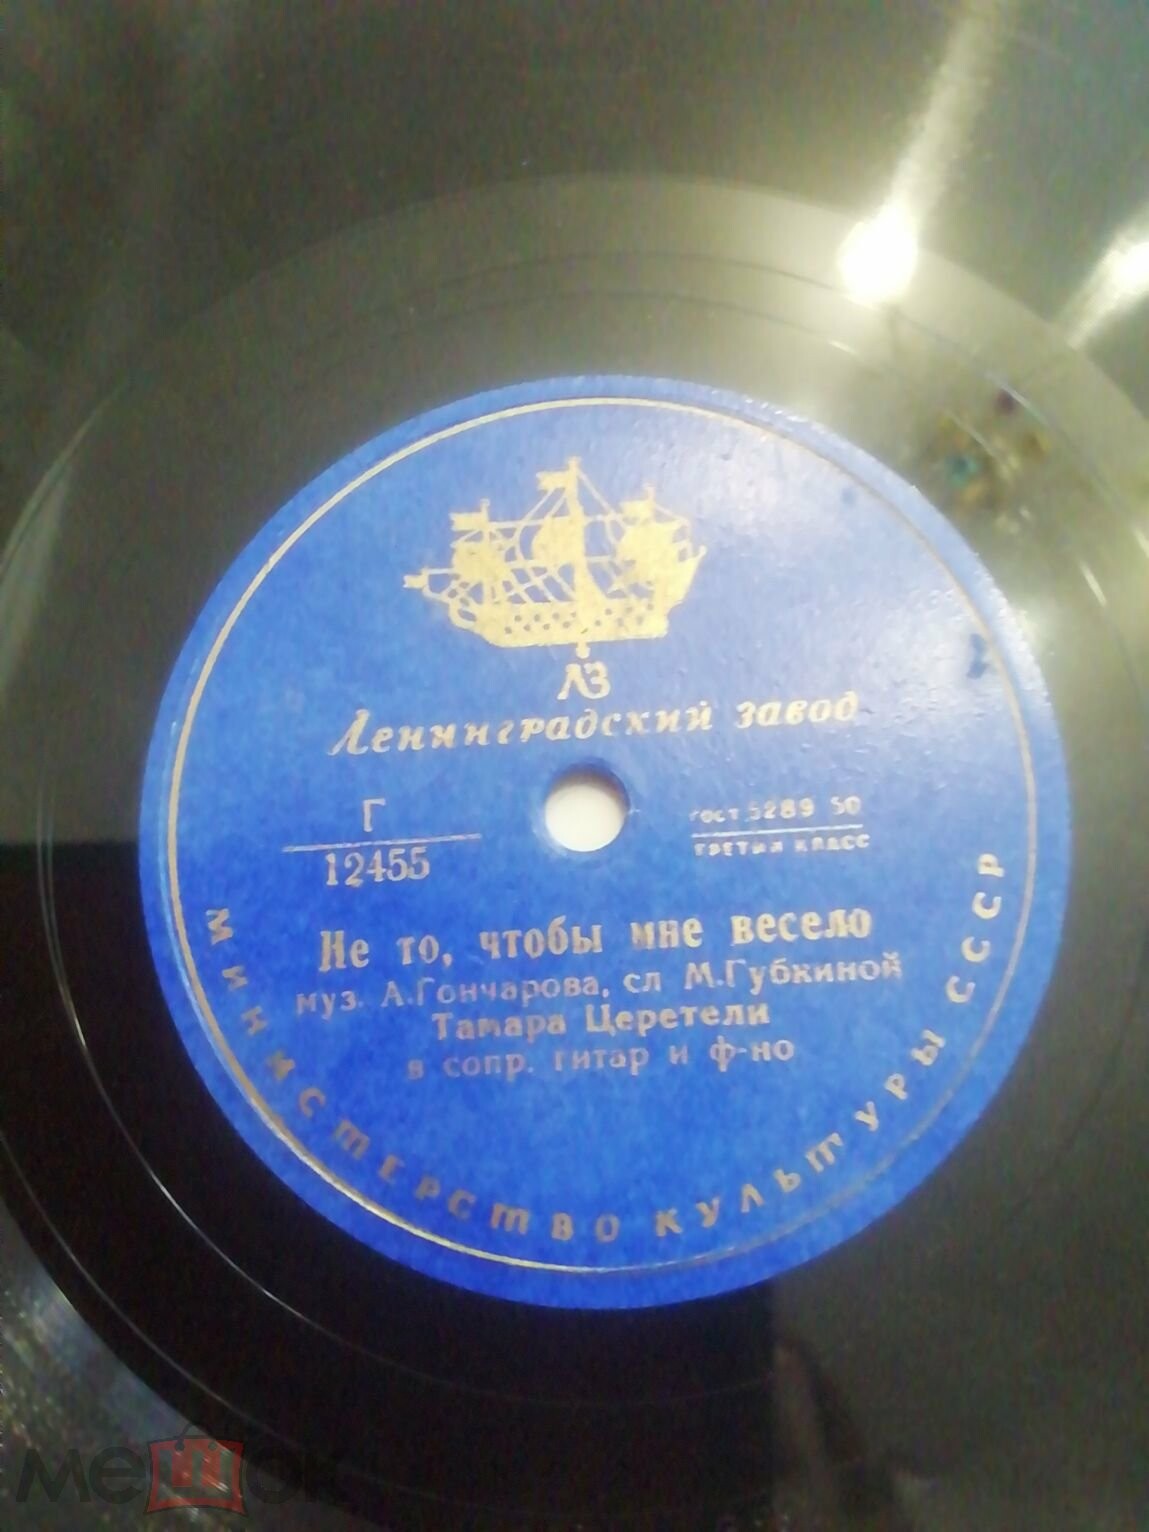 ЛЗ
Ленинградский завод
Г
12455
гост 5289 50
третий класс
Не то, чтобы мне весело
муз. А.Гончарова, сл М.Губкиной
Тамара Церетели
в сопр. гитар и ф-но
МИНИСТЕРСТВО КУЛЬТУРЫ СССР
мешок